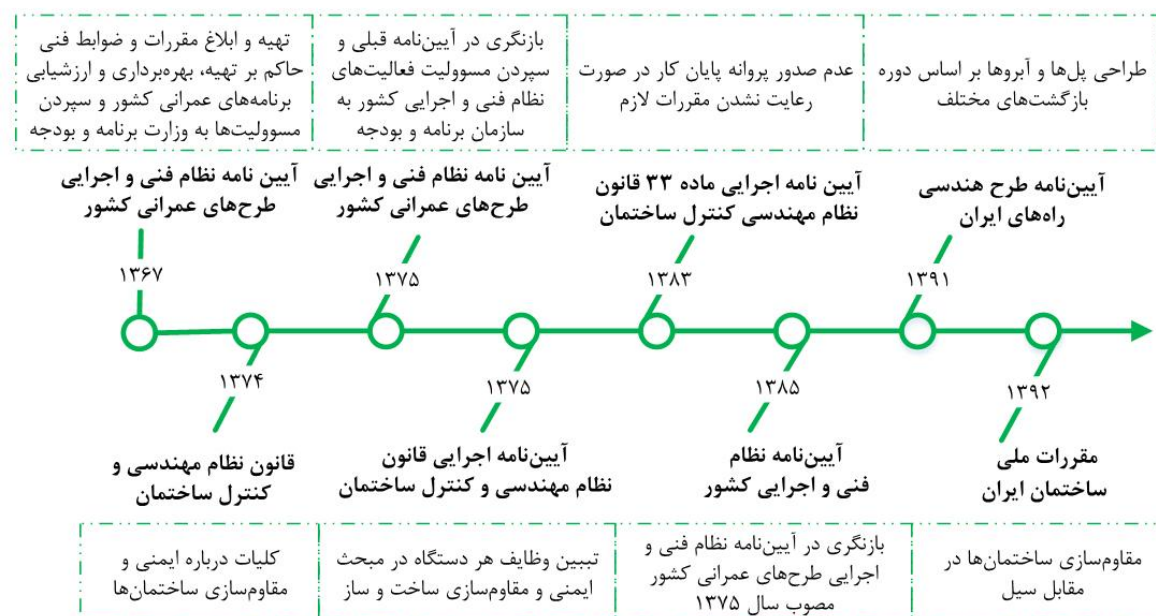 تهیه و ابلاغ مقررات و ضوابط فنی
حاکم بر تهیه، بهره‌برداری و ارزشیابی
برنامه‌های عمرانی کشور و سپردن
مسوولیت‌ها به وزارت برنامه و بودجه
آیین نامه نظام فنی و اجرایی
طرح‌های عمرانی کشور
۱۳۶۷
بازنگری در آیین‌نامه قبلی و
سپردن مسوولیت فعالیت‌های
نظام فنی و اجرایی کشور به
سازمان برنامه و بودجه
آیین نامه نظام فنی و اجرایی
طرح‌های عمرانی کشور
۱۳۷۵
عدم صدور پروانه پایان کار در صورت
رعایت نشدن مقررات لازم
آیین نامه اجرایی ماده ۳۳ قانون
نظام مهندسی کنترل ساختمان
۱۳۸۳
طراحی پل‌ها و آبروها بر اساس دوره
بازگشت‌های مختلف
آیین‌نامه طرح هندسی
راه‌های ایران
۱۳۹۱
۱۳۷۴
قانون نظام مهندسی و
کنترل ساختمان
کلیات درباره ایمنی و
مقاوم‌سازی ساختمان‌ها
۱۳۷۵
آیین‌نامه اجرایی قانون
نظام مهندسی و کنترل ساختمان
تببین وظایف هر دستگاه در مبحث
ایمنی و مقاوم‌سازی ساخت و ساز
۱۳۸۵
آیین‌نامه نظام
فنی و اجرایی کشور
بازنگری در آیین‌نامه نظام فنی و
اجرایی طرح‌های عمرانی کشور
مصوب سال ۱۳۷۵
۱۳۹۲
مقررات ملی
ساختمان ایران
مقاوم‌سازی ساختمان‌ها در
مقابل سیل